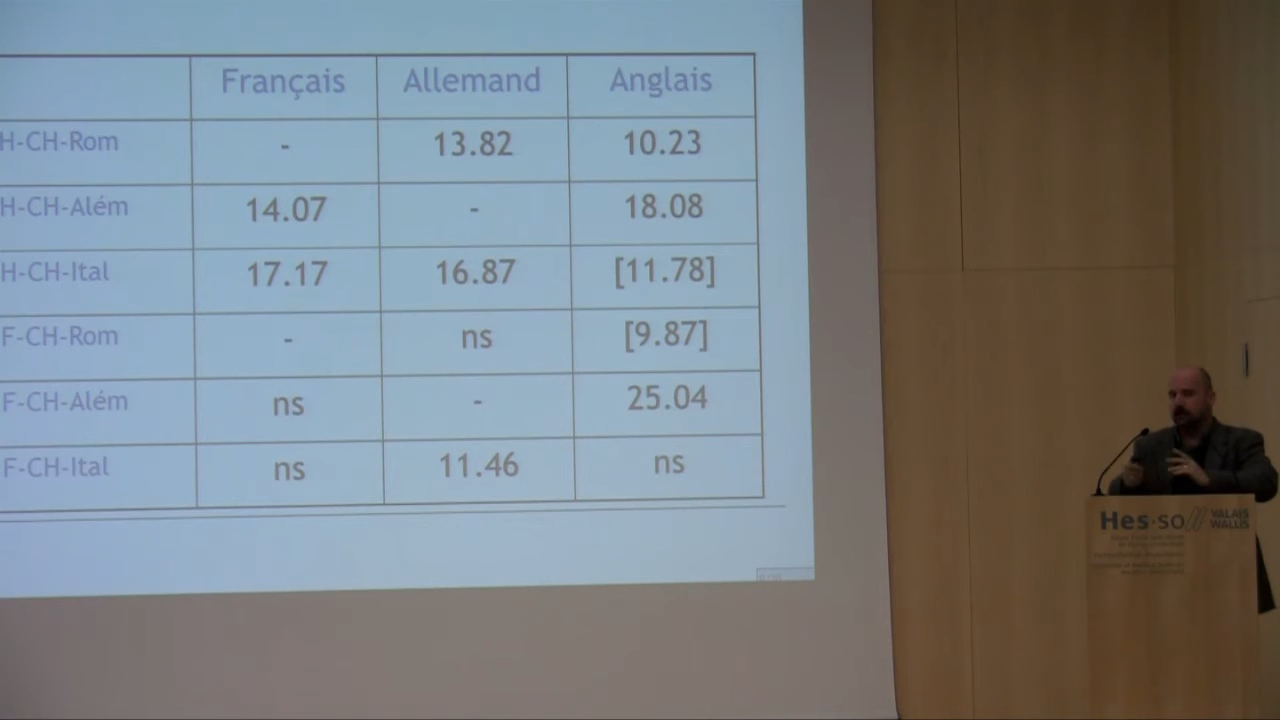 Français Allemand Anglais
H-CH-Rom - 13.82 10.23
H-CH-Além 14.07 - 18.08
H-CH-Ital 17.17 16.87 [11.78]
F-CH-Rom - ns [9.87]
F-CH-Além ns - 25.04
F-CH-Ital ns 11.46 ns
Hes·so// VALAIS
WALLIS